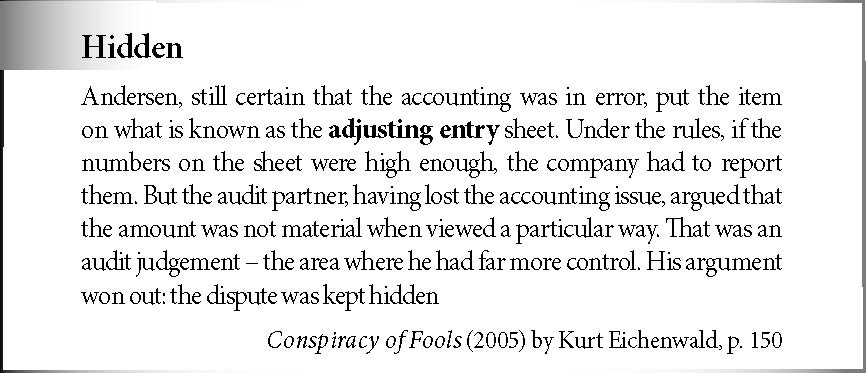 Hidden
Andersen, still certain that the accounting was in error, put the item
on what is known as the adjusting entry sheet. Under the rules, if the
numbers on the sheet were high enough, the company had to report
them. But the audit partner, having lost the accounting issue, argued that
the amount was not material when viewed a particular way. That was an
audit judgement – the area where he had far more control. His argument
won out: the dispute was kept hidden
Conspiracy of Fools (2005) by Kurt Eichenwald, p. 150